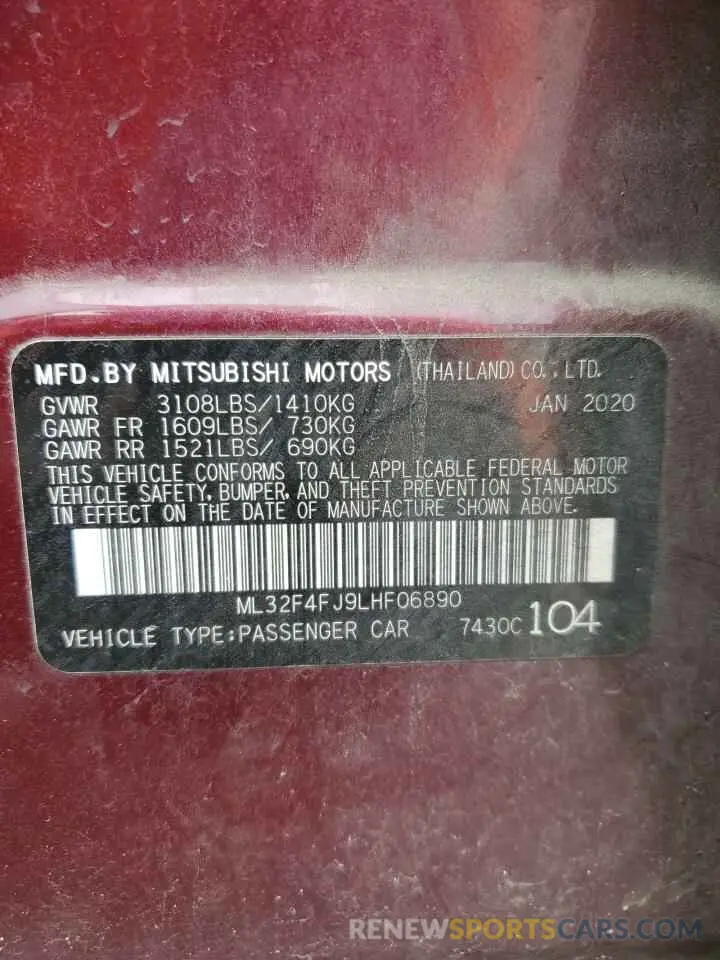 MFD.BY MITSUBISHI MOTORS (THAILAND) CO., LTD.
GVWR 3108LBS/1410KG JAN 2020
GAWR FR 1609LBS/ 730KG
GAWR RR 1521LBS/ 690KG
THIS VEHICLE CONFORMS TO ALL APPLICABLE FEDERAL MOTOR
VEHICLE SAFETY, BUMPER, AND THEFT PREVENTION STANDARDS
IN EFFECT ON THE DATE OF MANUFACTURE SHOWN ABOVE.
ML32F4FJ9LHF06890
VEHICLE TYPE:PASSENGER CAR 7430C 104
RENEWSPORTSCARS.COM